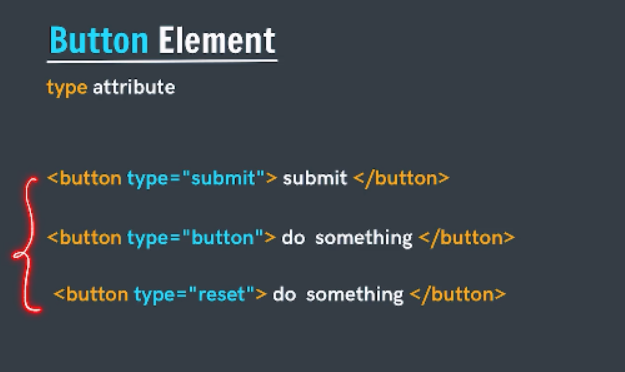 Button Element
type attribute
<button type="submit"> submit </button>
<button type="button"> do something </button>
<button type="reset"> do something </button>